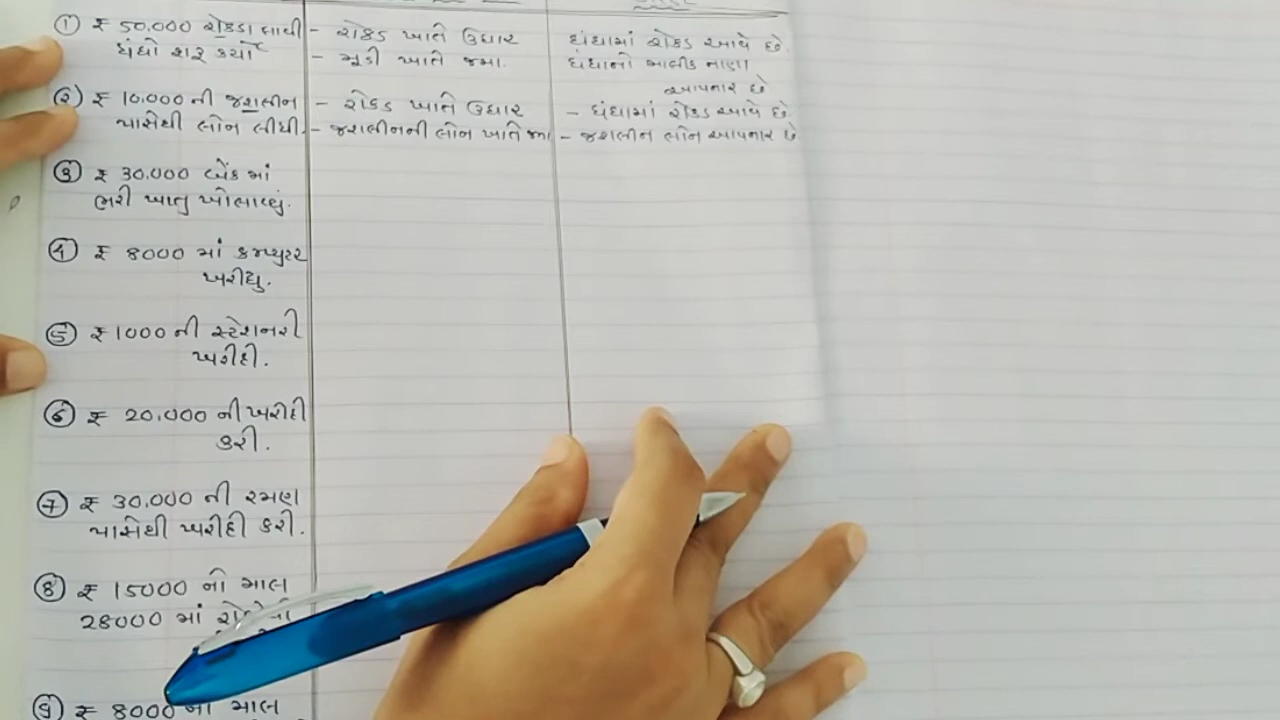 ① ₹ 50,000 રોકડા લાવી - રોકડ ખાતે ઉધાર ધંધામાં રોકડ આવે છે.
ધંધો શરૂ કર્યો - મૂડી ખાતે જમા. ધંધાનો માલીક નાણા
આપનાર છે
② ₹ 10,000 ની જશલીન - રોકડ ખાતે ઉધાર - ધંધામાં રોકડ આવે છે
પાસેથી લોન લીધી. - જશલીનની લોન ખાતે જમા - જશલીન લોન આપનાર છે
③ ₹ 30,000 બેંક માં
ભરી ખાતુ ખોલાવ્યું.
④ ₹ 8000 માં કમ્પ્યુટર
ખરીદ્યુ.
⑤ ₹ 1000 ની સ્ટેશનરી
ખરીદી.
⑥ ₹ 20,000 ની ખરીદી
કરી.
⑦ ₹ 30,000 ની રમણ
પાસેથી ખરીદી કરી.
⑧ ₹ 15000 નો માલ
28000 માં
⑨ ₹ 8000 નો માલ